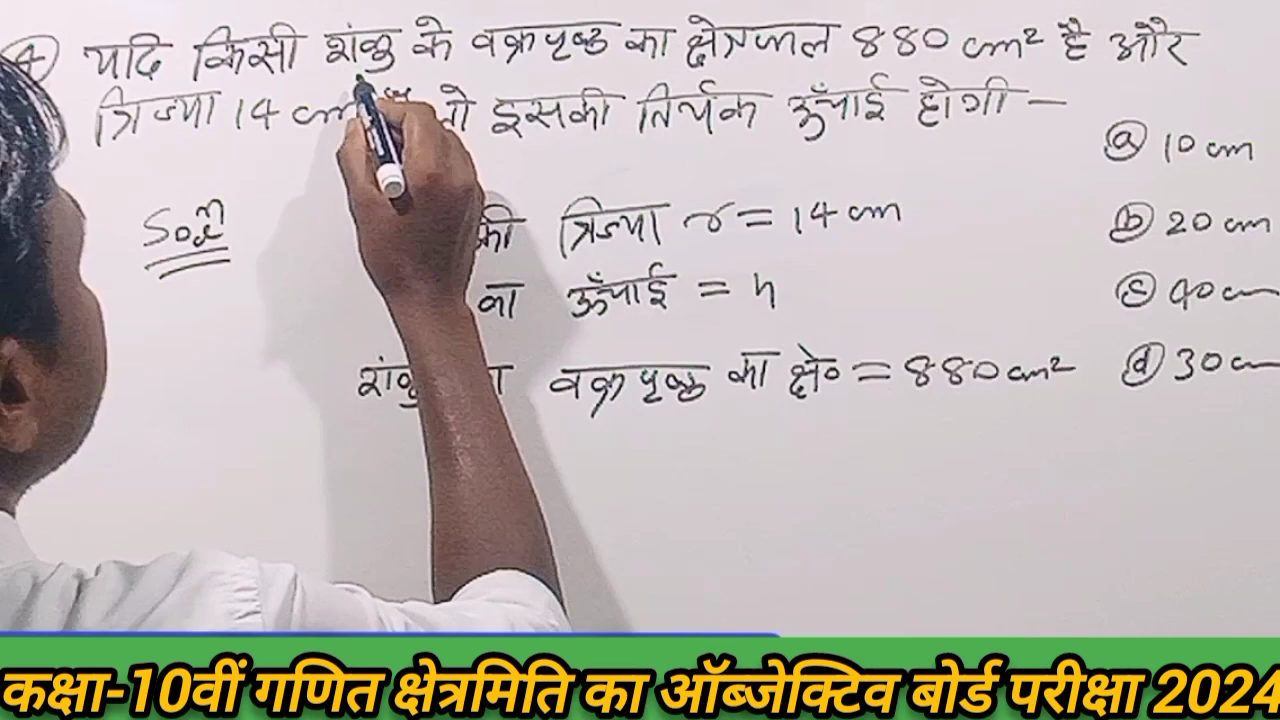 यदि किसी शंकु के वक्रपृष्ठ का क्षेत्रफल 880 cm² है और
त्रिज्या 14 cm तो इसकी तिर्यक ऊँचाई होगी —
ⓐ 10 cm
Solⁿ
की त्रिज्या r = 14 cm
ⓑ 20 cm
का ऊँचाई = h
ⓒ 40 cm
शंकु का वक्रपृष्ठ का क्षे० = 880 cm²
ⓓ 30 cm
कक्षा-10वीं गणित क्षेत्रमिति का ऑब्जेक्टिव बोर्ड परीक्षा 2024